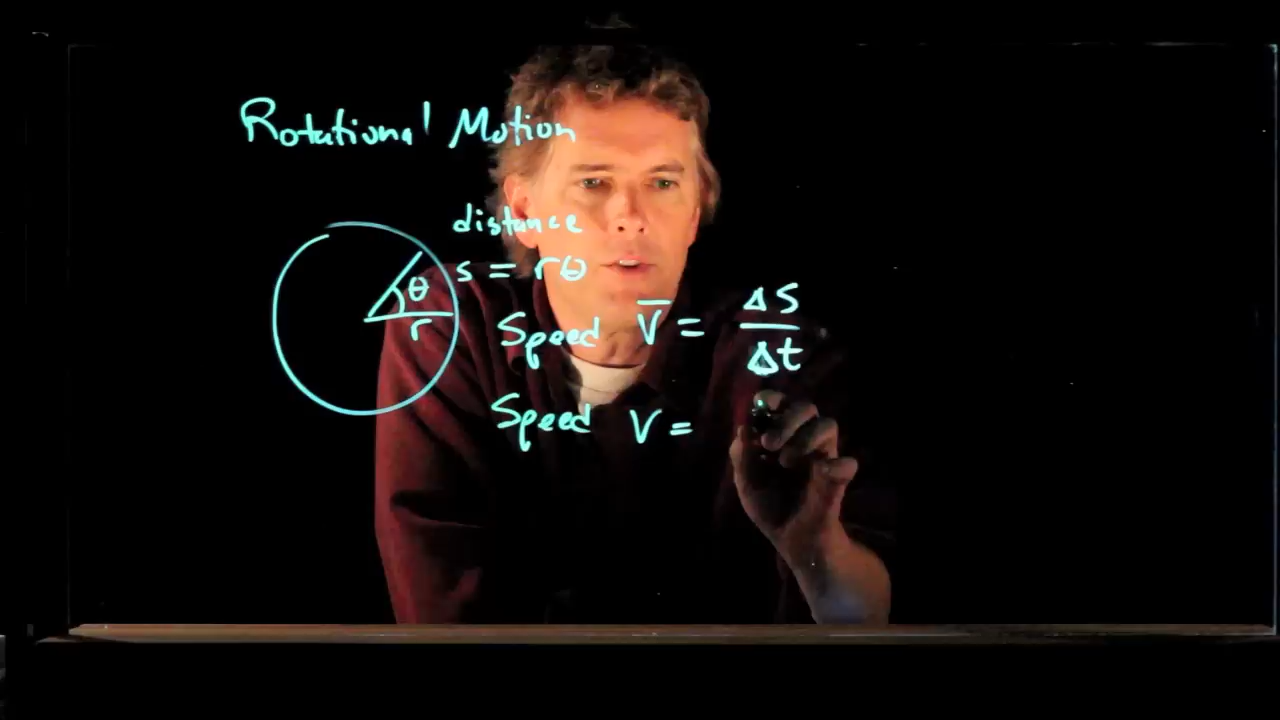 Rotational Motion
distance
s = rθ
θ
r
Speed V̅ = ΔS/Δt
Speed V =